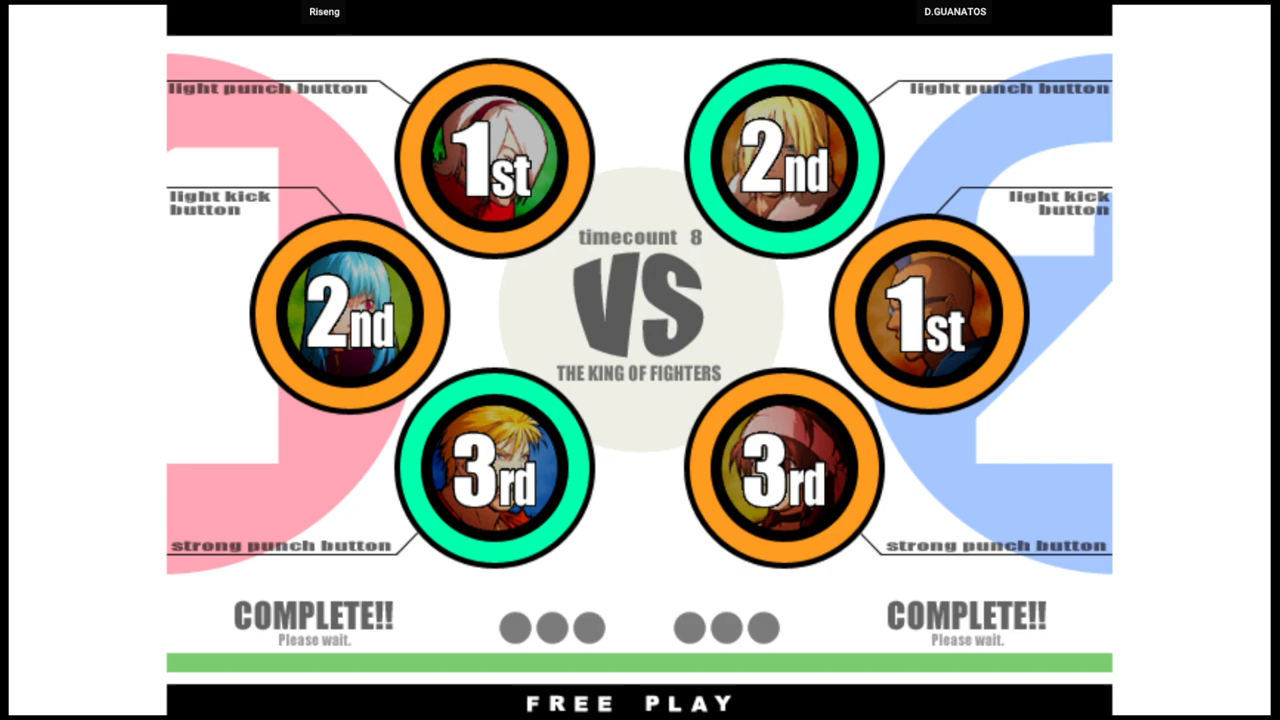 Riseng
D.GUANATOS
light punch button
light punch button
1st
2nd
light kick
button
light kick
button
timecount 8
VS
THE KING OF FIGHTERS
2nd
1st
3rd
3rd
strong punch button
strong punch button
COMPLETE!!
Please wait.
COMPLETE!!
Please wait.
FREE PLAY